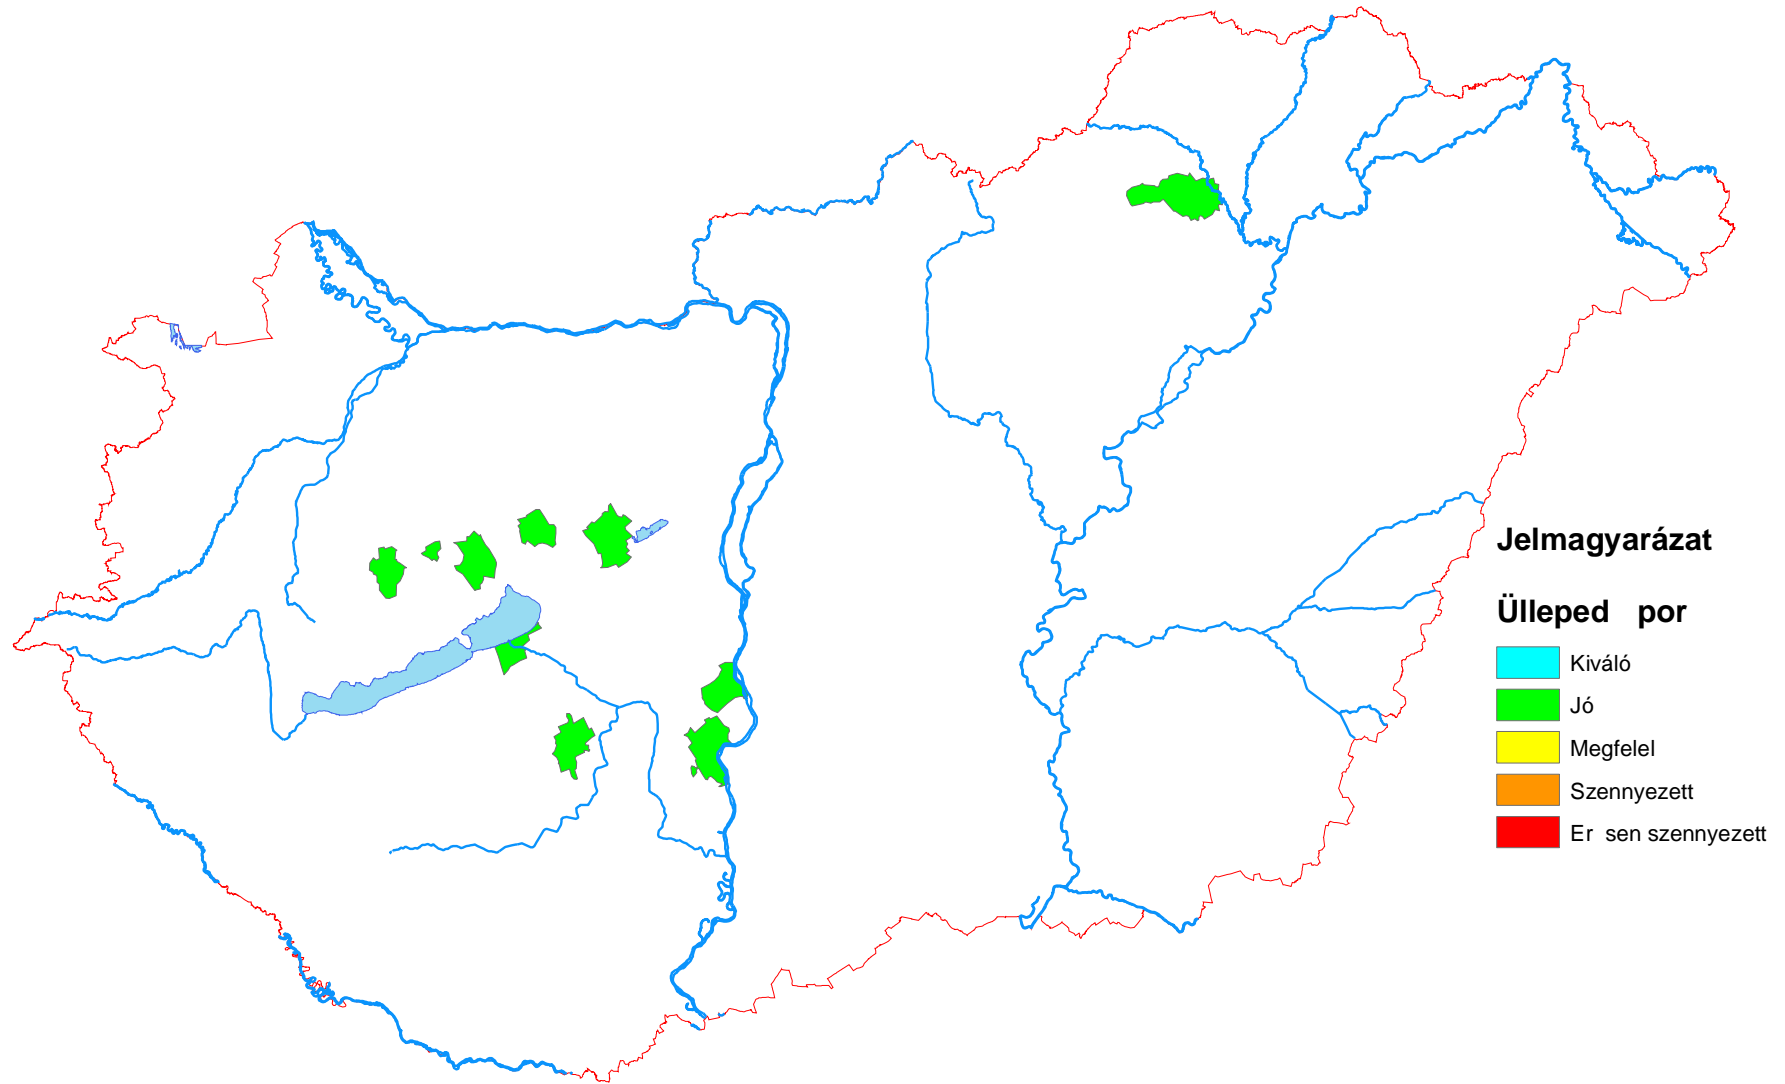 Jelmagyarázat
Ülleped por
Kiváló
Jó
Megfelel
Szennyezett
Er sen szennyezett